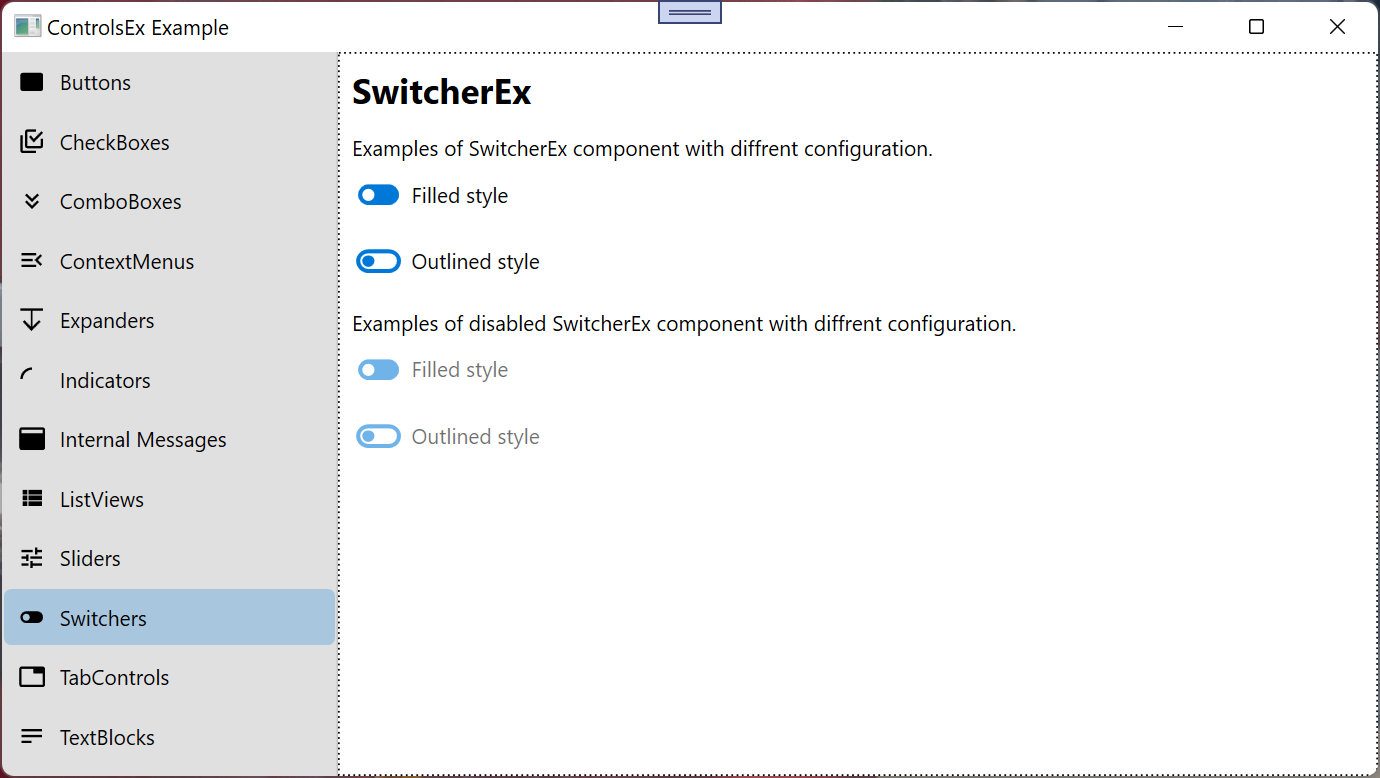 ControlsEx Example
Buttons
CheckBoxes
ComboBoxes
ContextMenus
Expanders
Indicators
Internal Messages
ListViews
Sliders
Switchers
TabControls
TextBlocks
SwitcherEx
Examples of SwitcherEx component with diffrent configuration.
Filled style
Outlined style
Examples of disabled SwitcherEx component with diffrent configuration.
Filled style
Outlined style